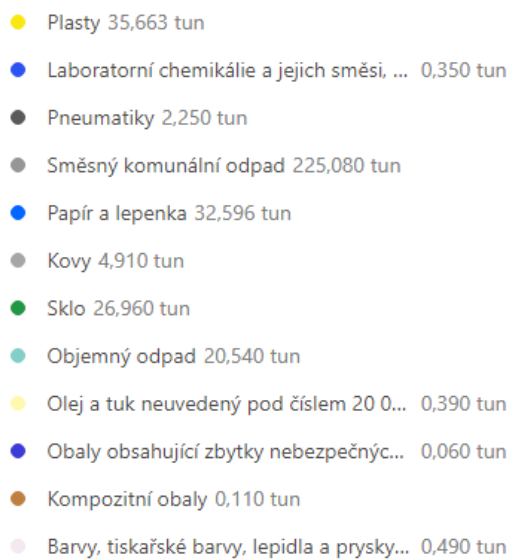 Plasty 35,663 tun
Laboratorní chemikálie a jejich směsi, ... 0,350 tun
Pneumatiky 2,250 tun
Směsný komunální odpad 225,080 tun
Papír a lepenka 32,596 tun
Kovy 4,910 tun
Sklo 26,960 tun
Objemný odpad 20,540 tun
Olej a tuk neuvedený pod číslem 20 0... 0,390 tun
Obaly obsahující zbytky nebezpečnýc... 0,060 tun
Kompozitní obaly 0,110 tun
Barvy, tiskařské barvy, lepidla a prysky... 0,490 tun